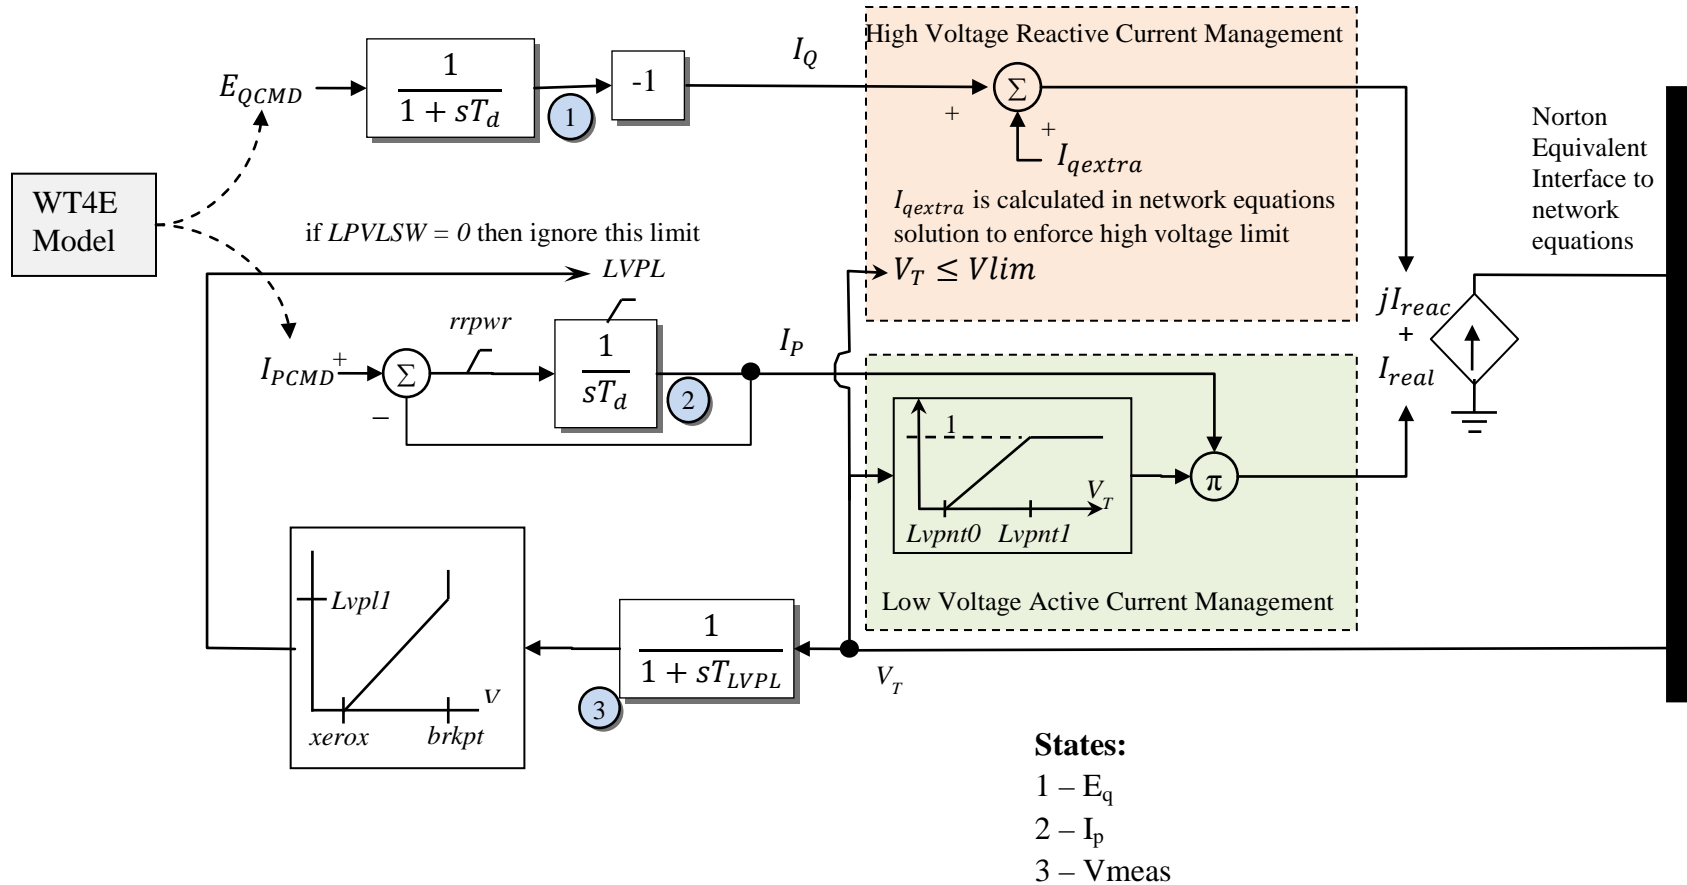 High Voltage Reactive Current Management
E_QCMD
1
1 + sT_d
1
-1
I_Q
+
Σ
+
I_qextra
I_qextra is calculated in network equations
solution to enforce high voltage limit
V_T ≤ Vlim
Norton
Equivalent
Interface to
network
equations
WT4E
Model
if LPVLSW = 0 then ignore this limit
LVPL
rrpwr
I_PCMD
+
Σ
−
1
sT_d
2
I_P
jI_reac
+
I_real
1
V_T
Lvpnt0 Lvpnt1
π
Low Voltage Active Current Management
Lvpl1
V
xerox brkpt
1
1 + sT_LVPL
3
V_T
States:
1 – E_q
2 – I_p
3 – Vmeas